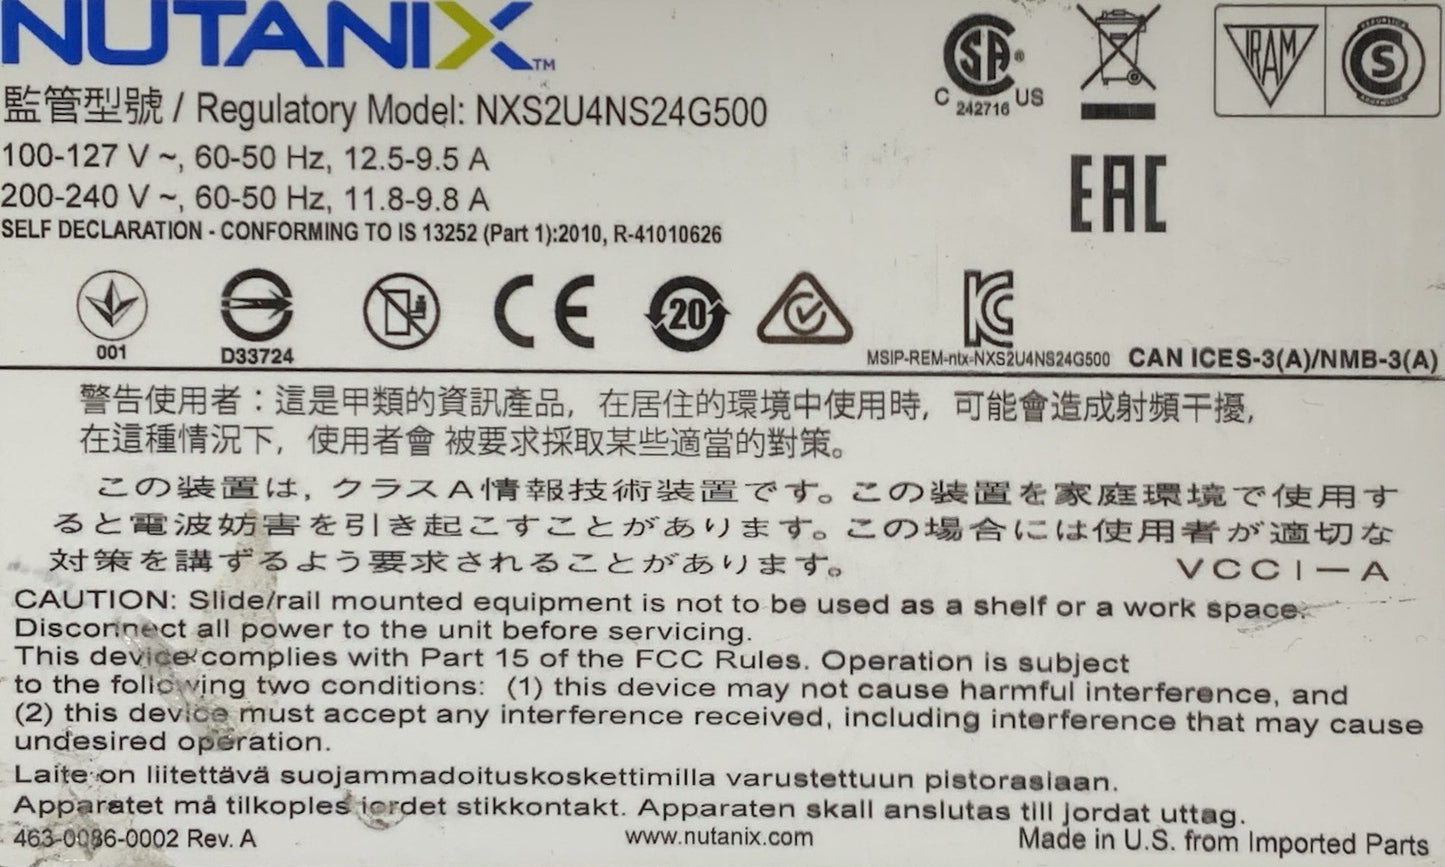 NUTANIX™
監管型號 / Regulatory Model: NXS2U4NS24G500
100-127 V ~, 60-50 Hz, 12.5-9.5 A
200-240 V ~, 60-50 Hz, 11.8-9.8 A
SELF DECLARATION - CONFORMING TO IS 13252 (Part 1):2010, R-41010626
SA ®
C 242716 US
IRAM
S
EAC
001
D33724
CE
20
KC
MSIP-REM-ntx-NXS2U4NS24G500 CAN ICES-3(A)/NMB-3(A)
警告使用者：這是甲類的資訊產品，在居住的環境中使用時，可能會造成射頻干擾，
在這種情況下，使用者會 被要求採取某些適當的對策。
この装置は，クラスA情報技術装置です。この装置を家庭環境で使用す
ると電波妨害を引き起こすことがあります。この場合には使用者が適切な
対策を講ずるよう要求されることがあります。 VCCI－A
CAUTION: Slide/rail mounted equipment is not to be used as a shelf or a work space.
Disconnect all power to the unit before servicing.
This device complies with Part 15 of the FCC Rules. Operation is subject
to the following two conditions: (1) this device may not cause harmful interference, and
(2) this device must accept any interference received, including interference that may cause
undesired operation.
Laite on liitettävä suojammadoituskoskettimilla varustettuun pistorasiaan.
Apparatet må tilkoples jordet stikkontakt. Apparaten skall anslutas till jordat uttag.
463-0086-0002 Rev. A www.nutanix.com Made in U.S. from Imported Parts